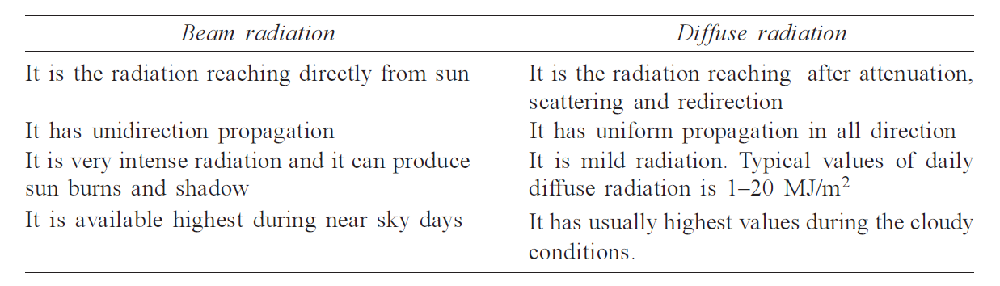 Beam radiation Diffuse radiation
It is the radiation reaching directly from sun It is the radiation reaching after attenuation,
scattering and redirection
It has unidirection propagation It has uniform propagation in all direction
It is very intense radiation and it can produce It is mild radiation. Typical values of daily
sun burns and shadow diffuse radiation is 1–20 MJ/m²
It is available highest during near sky days It has usually highest values during the cloudy
conditions.